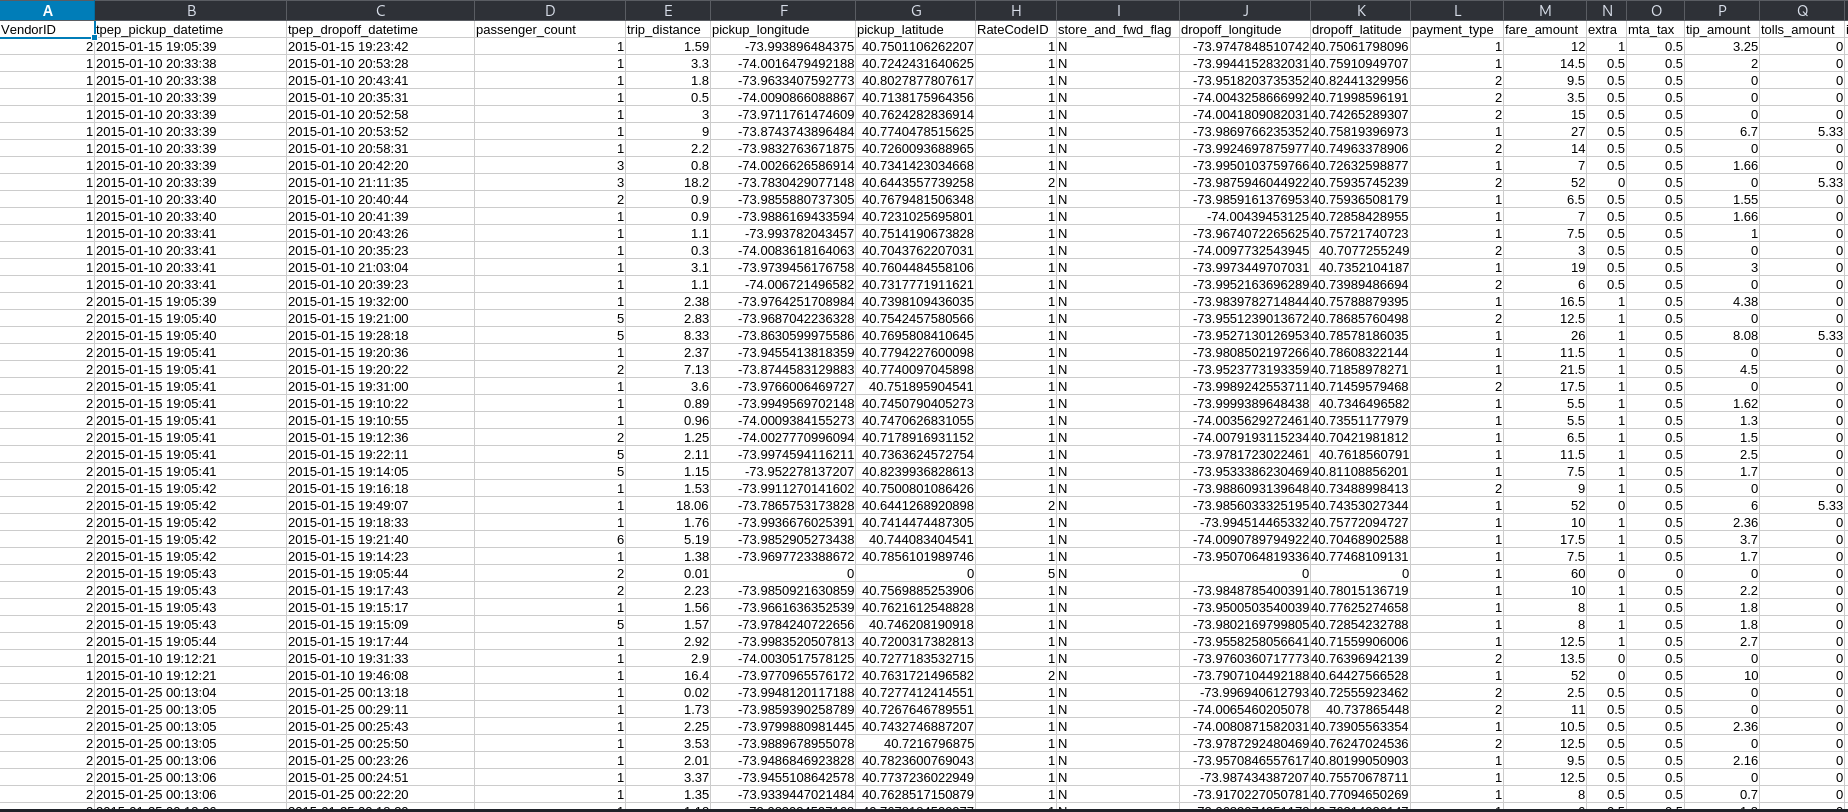 A B C D E F G H I J K L M N O P Q
VendorID tpep_pickup_datetime tpep_dropoff_datetime passenger_count trip_distance pickup_longitude pickup_latitude RateCodeID store_and_fwd_flag dropoff_longitude dropoff_latitude payment_type fare_amount extra mta_tax tip_amount tolls_amount
2 2015-01-15 19:05:39 2015-01-15 19:23:42 1 1.59 -73.993896484375 40.7501106262207 1 N -73.9747848510742 40.75061798096 1 12 1 0.5 3.25 0
1 2015-01-10 20:33:38 2015-01-10 20:53:28 1 3.3 -74.0016479492188 40.7242431640625 1 N -73.9944152832031 40.75910949707 1 14.5 0.5 0.5 2 0
1 2015-01-10 20:33:38 2015-01-10 20:43:41 1 1.8 -73.9633407592773 40.8027877807617 1 N -73.9518203735352 40.82441329956 2 9.5 0.5 0.5 0 0
1 2015-01-10 20:33:39 2015-01-10 20:35:31 1 0.5 -74.0090866088867 40.7138175964356 1 N -74.0043258666992 40.71998596191 2 3.5 0.5 0.5 0 0
1 2015-01-10 20:33:39 2015-01-10 20:52:58 1 3 -73.9711761474609 40.7624282836914 1 N -74.0041809082031 40.74265289307 2 15 0.5 0.5 0 0
1 2015-01-10 20:33:39 2015-01-10 20:53:52 1 9 -73.8743743896484 40.7740478515625 1 N -73.9869766235352 40.75819396973 1 27 0.5 0.5 6.7 5.33
1 2015-01-10 20:33:39 2015-01-10 20:58:31 1 2.2 -73.9832763671875 40.7260093688965 1 N -73.9924697875977 40.74963378906 2 14 0.5 0.5 0 0
1 2015-01-10 20:33:39 2015-01-10 20:42:20 3 0.8 -74.0026626586914 40.7341423034668 1 N -73.9950103759766 40.72632598877 1 7 0.5 0.5 1.66 0
1 2015-01-10 20:33:39 2015-01-10 21:11:35 3 18.2 -73.7830429077148 40.6443557739258 2 N -73.9875946044922 40.75935745239 2 52 0 0.5 0 5.33
1 2015-01-10 20:33:40 2015-01-10 20:40:44 2 0.9 -73.9855880737305 40.7679481506348 1 N -73.9859161376953 40.75936508179 1 6.5 0.5 0.5 1.55 0
1 2015-01-10 20:33:40 2015-01-10 20:41:39 1 0.9 -73.9886169433594 40.7231025695801 1 N -74.00439453125 40.72858428955 1 7 0.5 0.5 1.66 0
1 2015-01-10 20:33:41 2015-01-10 20:43:26 1 1.1 -73.993782043457 40.7514190673828 1 N -73.9674072265625 40.75721740723 1 7.5 0.5 0.5 1 0
1 2015-01-10 20:33:41 2015-01-10 20:35:23 1 0.3 -74.0083618164063 40.7043762207031 1 N -74.0097732543945 40.7077255249 2 3 0.5 0.5 0 0
1 2015-01-10 20:33:41 2015-01-10 21:03:04 1 3.1 -73.9739456176758 40.7604484558106 1 N -73.9973449707031 40.7352104187 1 19 0.5 0.5 3 0
1 2015-01-10 20:33:41 2015-01-10 20:39:23 1 1.1 -74.006721496582 40.7317771911621 1 N -73.9952163696289 40.73989486694 2 6 0.5 0.5 0 0
2 2015-01-15 19:05:39 2015-01-15 19:32:00 1 2.38 -73.9764251708984 40.7398109436035 1 N -73.9839782714844 40.75788879395 1 16.5 1 0.5 4.38 0
2 2015-01-15 19:05:40 2015-01-15 19:21:00 5 2.83 -73.9687042236328 40.7542457580566 1 N -73.9551239013672 40.78685760498 2 12.5 1 0.5 0 0
2 2015-01-15 19:05:40 2015-01-15 19:28:18 5 8.33 -73.8630599975586 40.7695808410645 1 N -73.9527130126953 40.78578186035 1 26 1 0.5 8.08 5.33
2 2015-01-15 19:05:41 2015-01-15 19:20:36 1 2.37 -73.9455413818359 40.7794227600098 1 N -73.9808502197266 40.78608322144 1 11.5 1 0.5 0 0
2 2015-01-15 19:05:41 2015-01-15 19:20:22 2 7.13 -73.8744583129883 40.7740097045898 1 N -73.9523773193359 40.71858978271 1 21.5 1 0.5 4.5 0
2 2015-01-15 19:05:41 2015-01-15 19:31:00 1 3.6 -73.9766006469727 40.751895904541 1 N -73.9989242553711 40.71459579468 2 17.5 1 0.5 0 0
2 2015-01-15 19:05:41 2015-01-15 19:10:22 1 0.89 -73.9949569702148 40.7450790405273 1 N -73.9999389648438 40.7346496582 1 5.5 1 0.5 1.62 0
2 2015-01-15 19:05:41 2015-01-15 19:10:55 1 0.96 -74.0009384155273 40.7470626831055 1 N -74.0035629272461 40.73551177979 1 5.5 1 0.5 1.3 0
2 2015-01-15 19:05:41 2015-01-15 19:12:36 2 1.25 -74.0027770996094 40.7178916931152 1 N -74.0079193115234 40.70421981812 1 6.5 1 0.5 1.5 0
2 2015-01-15 19:05:41 2015-01-15 19:22:11 5 2.11 -73.9974594116211 40.7363624572754 1 N -73.9781723022461 40.7618560791 1 11.5 1 0.5 2.5 0
2 2015-01-15 19:05:41 2015-01-15 19:14:05 5 1.15 -73.952278137207 40.8239936828613 1 N -73.9533386230469 40.81108856201 1 7.5 1 0.5 1.7 0
2 2015-01-15 19:05:42 2015-01-15 19:16:18 1 1.53 -73.9911270141602 40.7500801086426 1 N -73.9886093139648 40.73488998413 2 9 1 0.5 0 0
2 2015-01-15 19:05:42 2015-01-15 19:49:07 1 18.06 -73.7865753173828 40.6441268920898 2 N -73.9856033325195 40.74353027344 1 52 0 0.5 6 5.33
2 2015-01-15 19:05:42 2015-01-15 19:18:33 1 1.76 -73.9936676025391 40.7414474487305 1 N -73.994514465332 40.75772094727 1 10 1 0.5 2.36 0
2 2015-01-15 19:05:42 2015-01-15 19:21:40 6 5.19 -73.9852905273438 40.744083404541 1 N -74.0090789794922 40.70468902588 1 17.5 1 0.5 3.7 0
2 2015-01-15 19:05:42 2015-01-15 19:14:23 1 1.38 -73.9697723388672 40.7856101989746 1 N -73.9507064819336 40.77468109131 1 7.5 1 0.5 1.7 0
2 2015-01-15 19:05:43 2015-01-15 19:05:44 2 0.01 0 0 5 N 0 0 1 60 0 0 0 0
2 2015-01-15 19:05:43 2015-01-15 19:17:43 2 2.23 -73.9850921630859 40.7569885253906 1 N -73.9848785400391 40.78015136719 1 10 1 0.5 2.2 0
2 2015-01-15 19:05:43 2015-01-15 19:15:17 1 1.56 -73.9661636352539 40.7621612548828 1 N -73.9500503540039 40.77625274658 1 8 1 0.5 1.8 0
2 2015-01-15 19:05:43 2015-01-15 19:15:09 5 1.57 -73.9784240722656 40.746208190918 1 N -73.9802169799805 40.72854232788 1 8 1 0.5 1.8 0
2 2015-01-15 19:05:44 2015-01-15 19:17:44 1 2.92 -73.9983520507813 40.7200317382813 1 N -73.9558258056641 40.71559906006 1 12.5 1 0.5 2.7 0
1 2015-01-10 19:12:21 2015-01-10 19:31:33 1 2.9 -74.0030517578125 40.7277183532715 1 N -73.9760360717773 40.76396942139 2 13.5 0 0.5 0 0
1 2015-01-10 19:12:21 2015-01-10 19:46:08 1 16.4 -73.9770965576172 40.7631721496582 2 N -73.7907104492188 40.64427566528 1 52 0 0.5 10 0
2 2015-01-25 00:13:04 2015-01-25 00:13:18 1 0.02 -73.9948120117188 40.7277412414551 1 N -73.996940612793 40.72555923462 2 2.5 0.5 0.5 0 0
2 2015-01-25 00:13:05 2015-01-25 00:29:11 1 1.73 -73.9859390258789 40.7267646789551 1 N -74.0065460205078 40.737865448 2 11 0.5 0.5 0 0
2 2015-01-25 00:13:05 2015-01-25 00:25:43 1 2.25 -73.9799880981445 40.7432746887207 1 N -74.0080871582031 40.73905563354 1 10.5 0.5 0.5 2.36 0
2 2015-01-25 00:13:05 2015-01-25 00:25:50 1 3.53 -73.9889678955078 40.7216796875 1 N -73.9787292480469 40.76247024536 2 12.5 0.5 0.5 0 0
2 2015-01-25 00:13:06 2015-01-25 00:23:26 1 2.01 -73.9486846923828 40.7823600769043 1 N -73.9570846557617 40.80199050903 1 9.5 0.5 0.5 2.16 0
2 2015-01-25 00:13:06 2015-01-25 00:24:51 1 3.37 -73.9455108642578 40.7737236022949 1 N -73.987434387207 40.75570678711 1 12.5 0.5 0.5 0 0
2 2015-01-25 00:13:06 2015-01-25 00:22:20 1 1.35 -73.9339447021484 40.7628517150879 1 N -73.9170227050781 40.77094650269 1 8 0.5 0.5 0.7 0